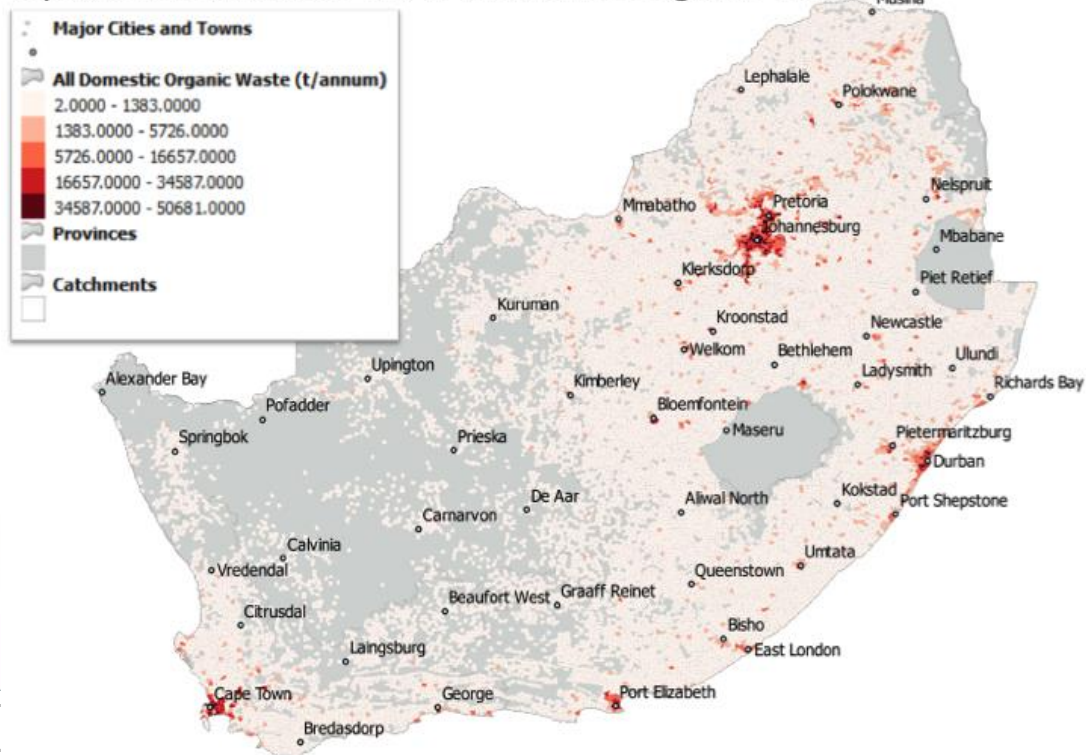 Musina
Major Cities and Towns
All Domestic Organic Waste (t/annum)
2.0000 - 1383.0000
1383.0000 - 5726.0000
5726.0000 - 16657.0000
16657.0000 - 34587.0000
34587.0000 - 50681.0000
Provinces
Catchments
Lephalale
Polokwane
Nelspruit
Mmabatho
Pretoria
Johannesburg
Mbabane
Klerksdorp
Piet Retief
Kuruman
Kroonstad
Newcastle
Welkom
Bethlehem
Ulundi
Upington
Ladysmith
Alexander Bay
Kimberley
Richards Bay
Pofadder
Bloemfontein
Springbok
Prieska
Maseru
Pietermaritzburg
Durban
De Aar
Aliwal North
Kokstad
Port Shepstone
Carnarvon
Calvinia
Umtata
Vredendal
Queenstown
Citrusdal
Beaufort West
Graaff Reinet
Bisho
Laingsburg
East London
Cape Town
George
Port Elizabeth
Bredasdorp